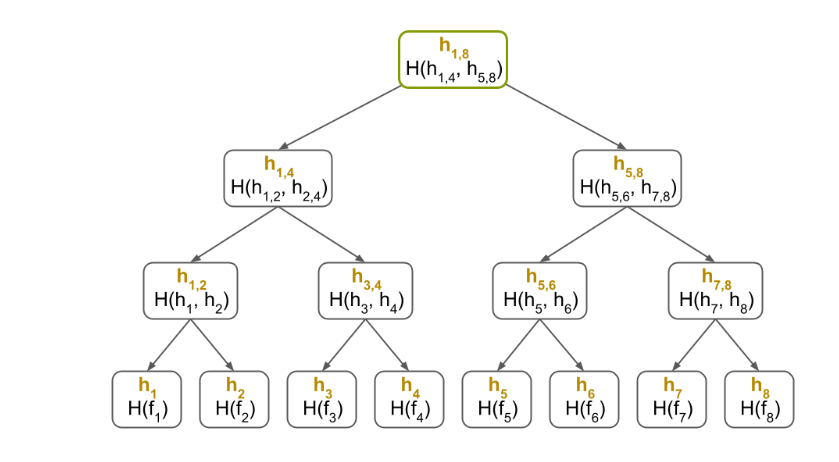 h1,8
H(h1,4, h5,8)
h1,4
H(h1,2, h2,4)
h5,8
H(h5,6, h7,8)
h1,2
H(h1, h2)
h3,4
H(h3, h4)
h5,6
H(h5, h6)
h7,8
H(h7, h8)
h1
H(f1)
h2
H(f2)
h3
H(f3)
h4
H(f4)
h5
H(f5)
h6
H(f6)
h7
H(f7)
h8
H(f8)